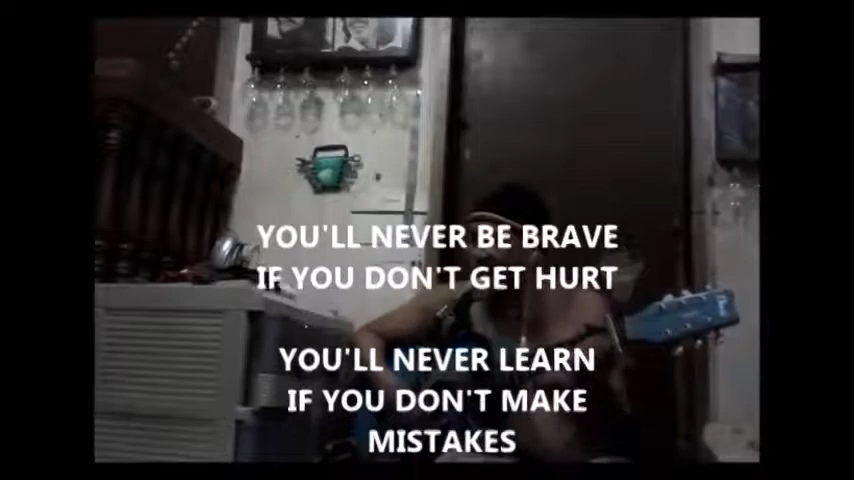 YOU'LL NEVER BE BRAVE
IF YOU DON'T GET HURT
YOU'LL NEVER LEARN
IF YOU DON'T MAKE
MISTAKES